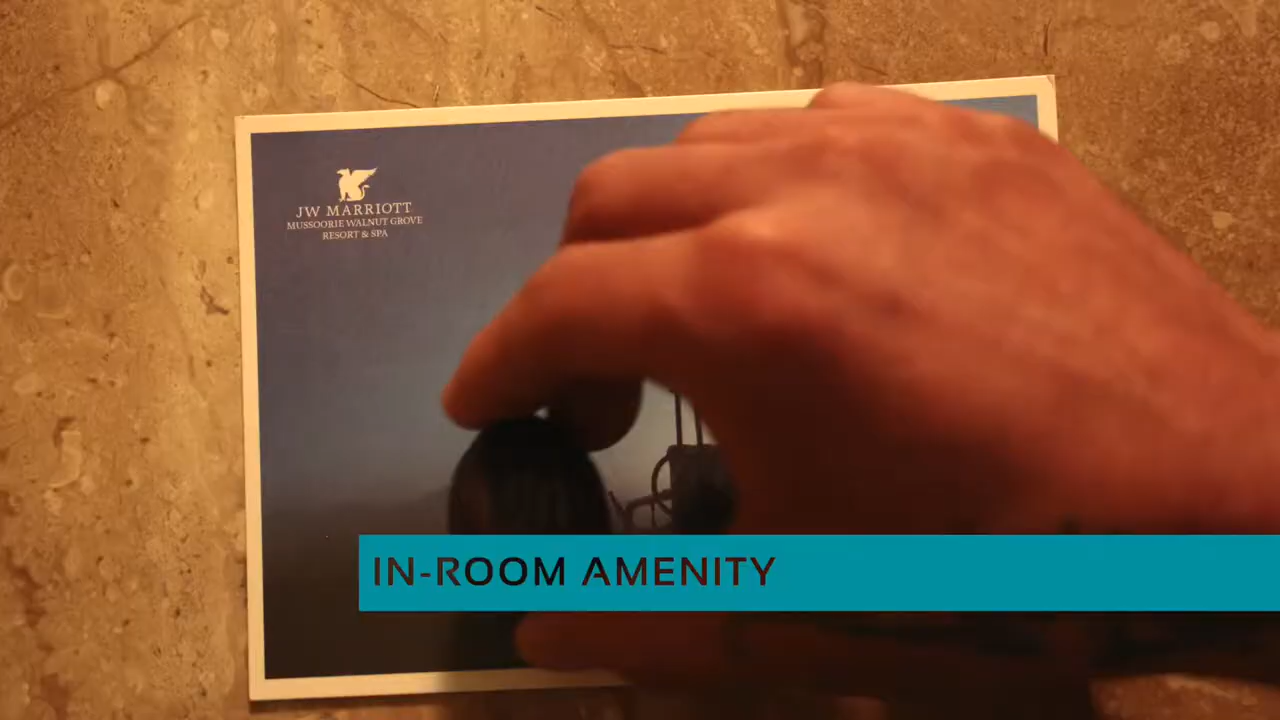 JW MARRIOTT
MUSSOORIE WALNUT GROVE
RESORT & SPA
IN-ROOM AMENITY